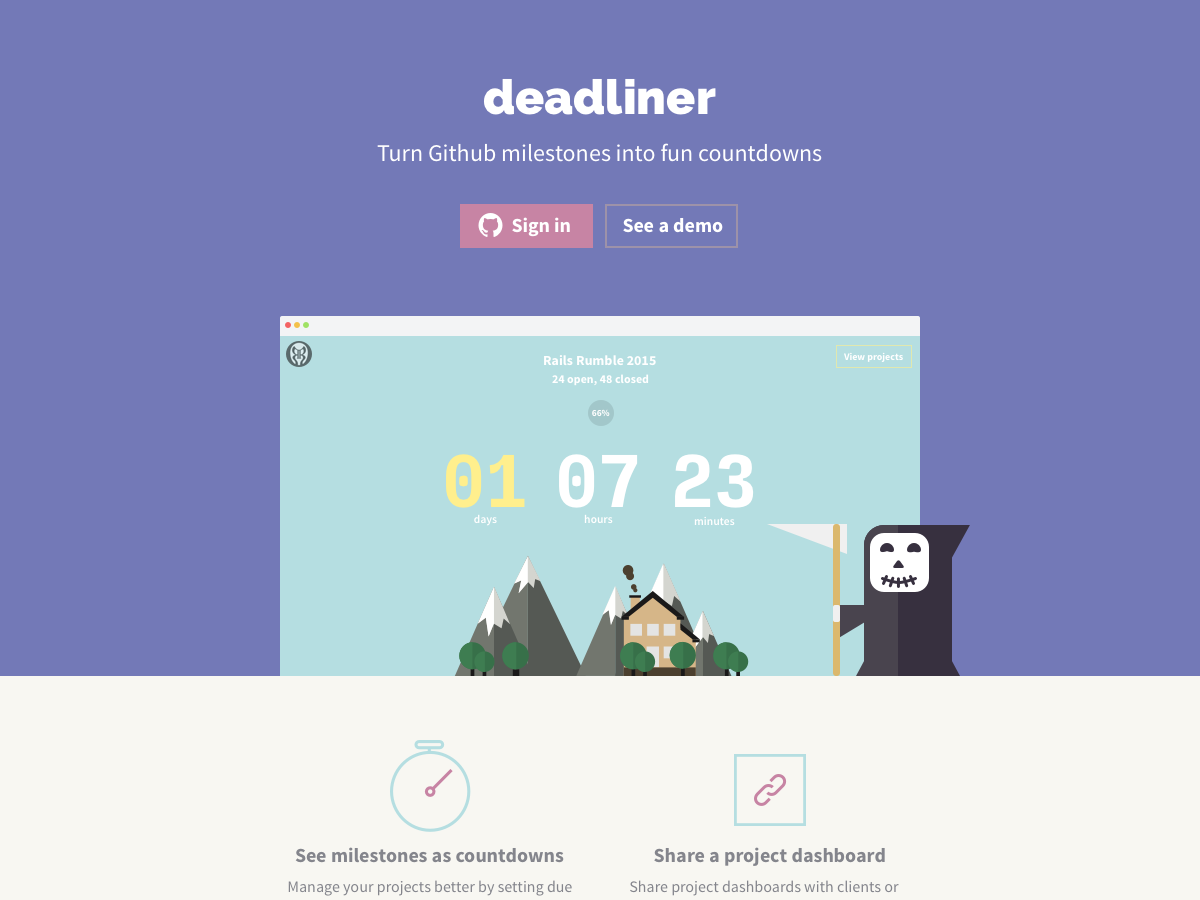 deadliner
Turn Github milestones into fun countdowns
Sign in
See a demo
Rails Rumble 2015
View projects
24 open, 48 closed
66%
01 07 23
days hours minutes
See milestones as countdowns
Manage your projects better by setting due
Share a project dashboard
Share project dashboards with clients or